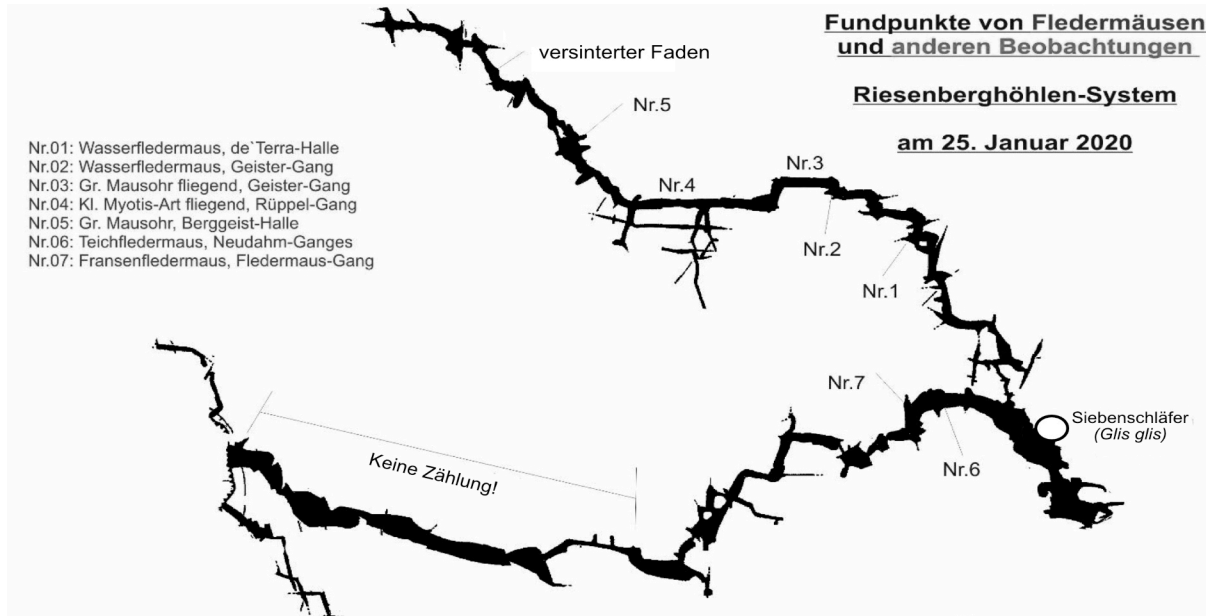 Fundpunkte von Fledermäusen
und anderen Beobachtungen
Riesenberghöhlen-System
am 25. Januar 2020
versinterter Faden
Nr.5
Nr.01: Wasserfledermaus, de`Terra-Halle
Nr.02: Wasserfledermaus, Geister-Gang
Nr.03: Gr. Mausohr fliegend, Geister-Gang
Nr.04: Kl. Myotis-Art fliegend, Rüppel-Gang
Nr.05: Gr. Mausohr, Berggeist-Halle
Nr.06: Teichfledermaus, Neudahm-Ganges
Nr.07: Fransenfledermaus, Fledermaus-Gang
Nr.3
Nr.4
Nr.2
Nr.1
Nr.7
Siebenschläfer
(Glis glis)
Nr.6
Keine Zählung!